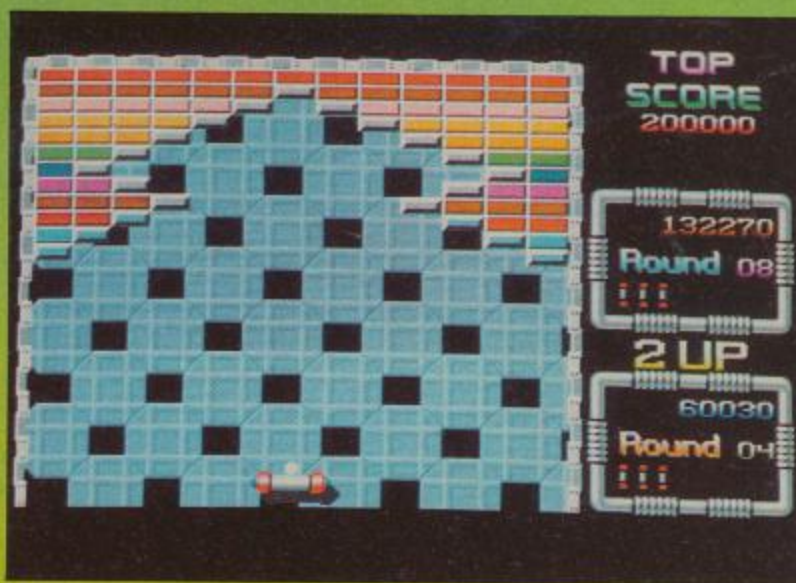 TOP
SCORE
200000
132270
Round 08
2 UP
60030
Round 04